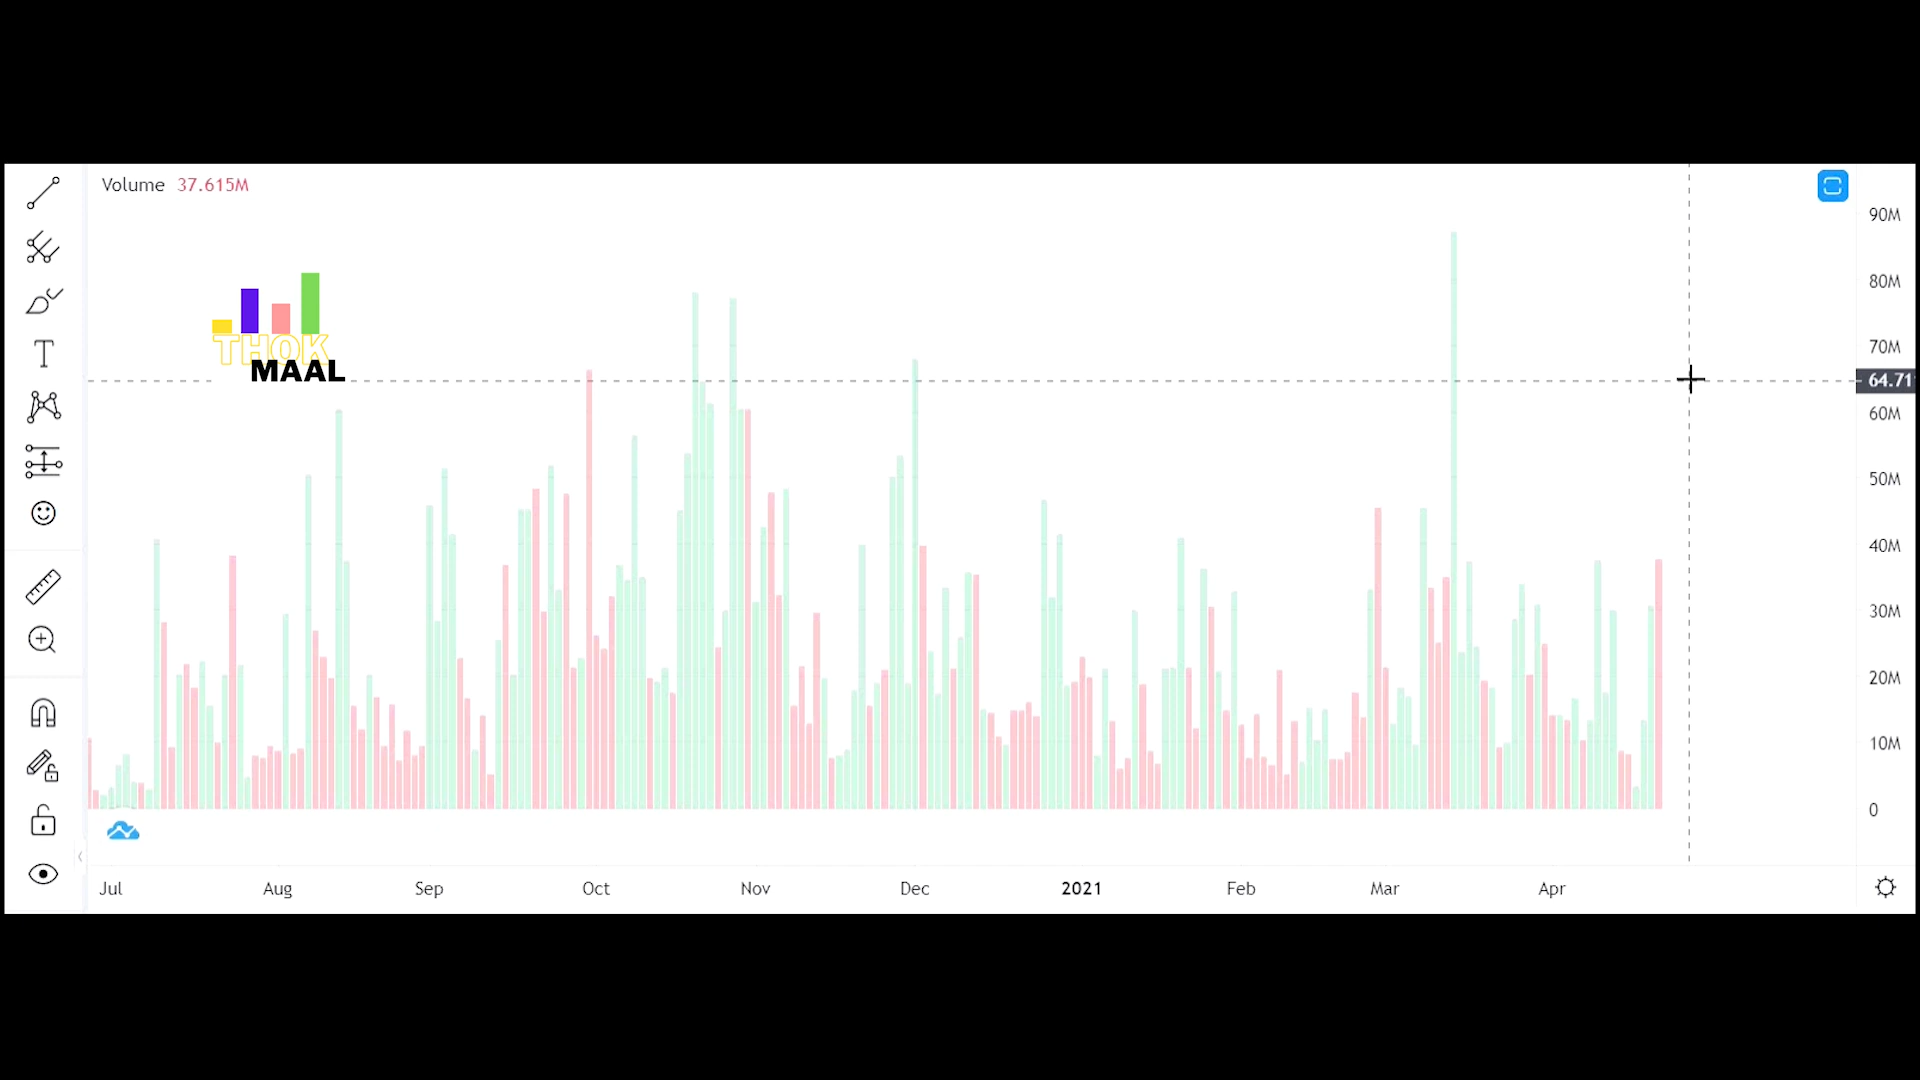 Volume 37.615M
90M
80M
THOK
MAAL
70M
64.71
60M
50M
40M
30M
20M
10M
0
Jul Aug Sep Oct Nov Dec 2021 Feb Mar Apr